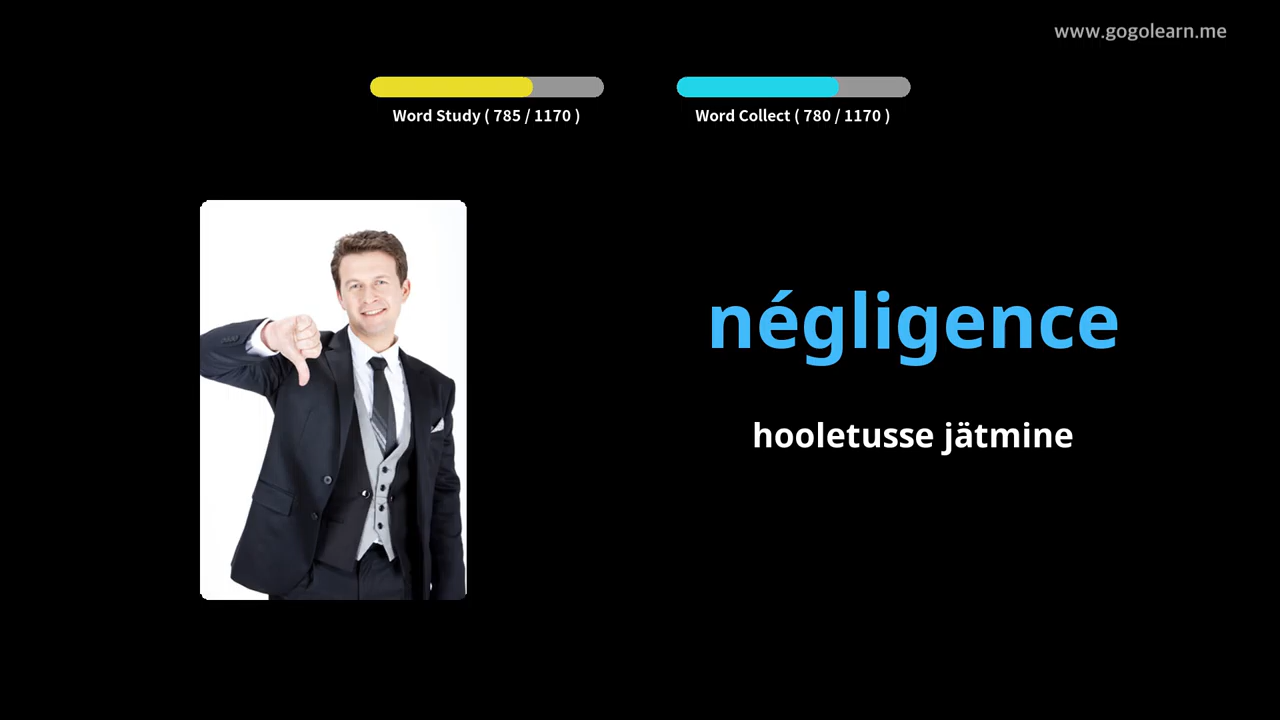 www.gogolearn.me
Word Study ( 785 / 1170 )
Word Collect ( 780 / 1170 )
négligence
hooletusse jätmine